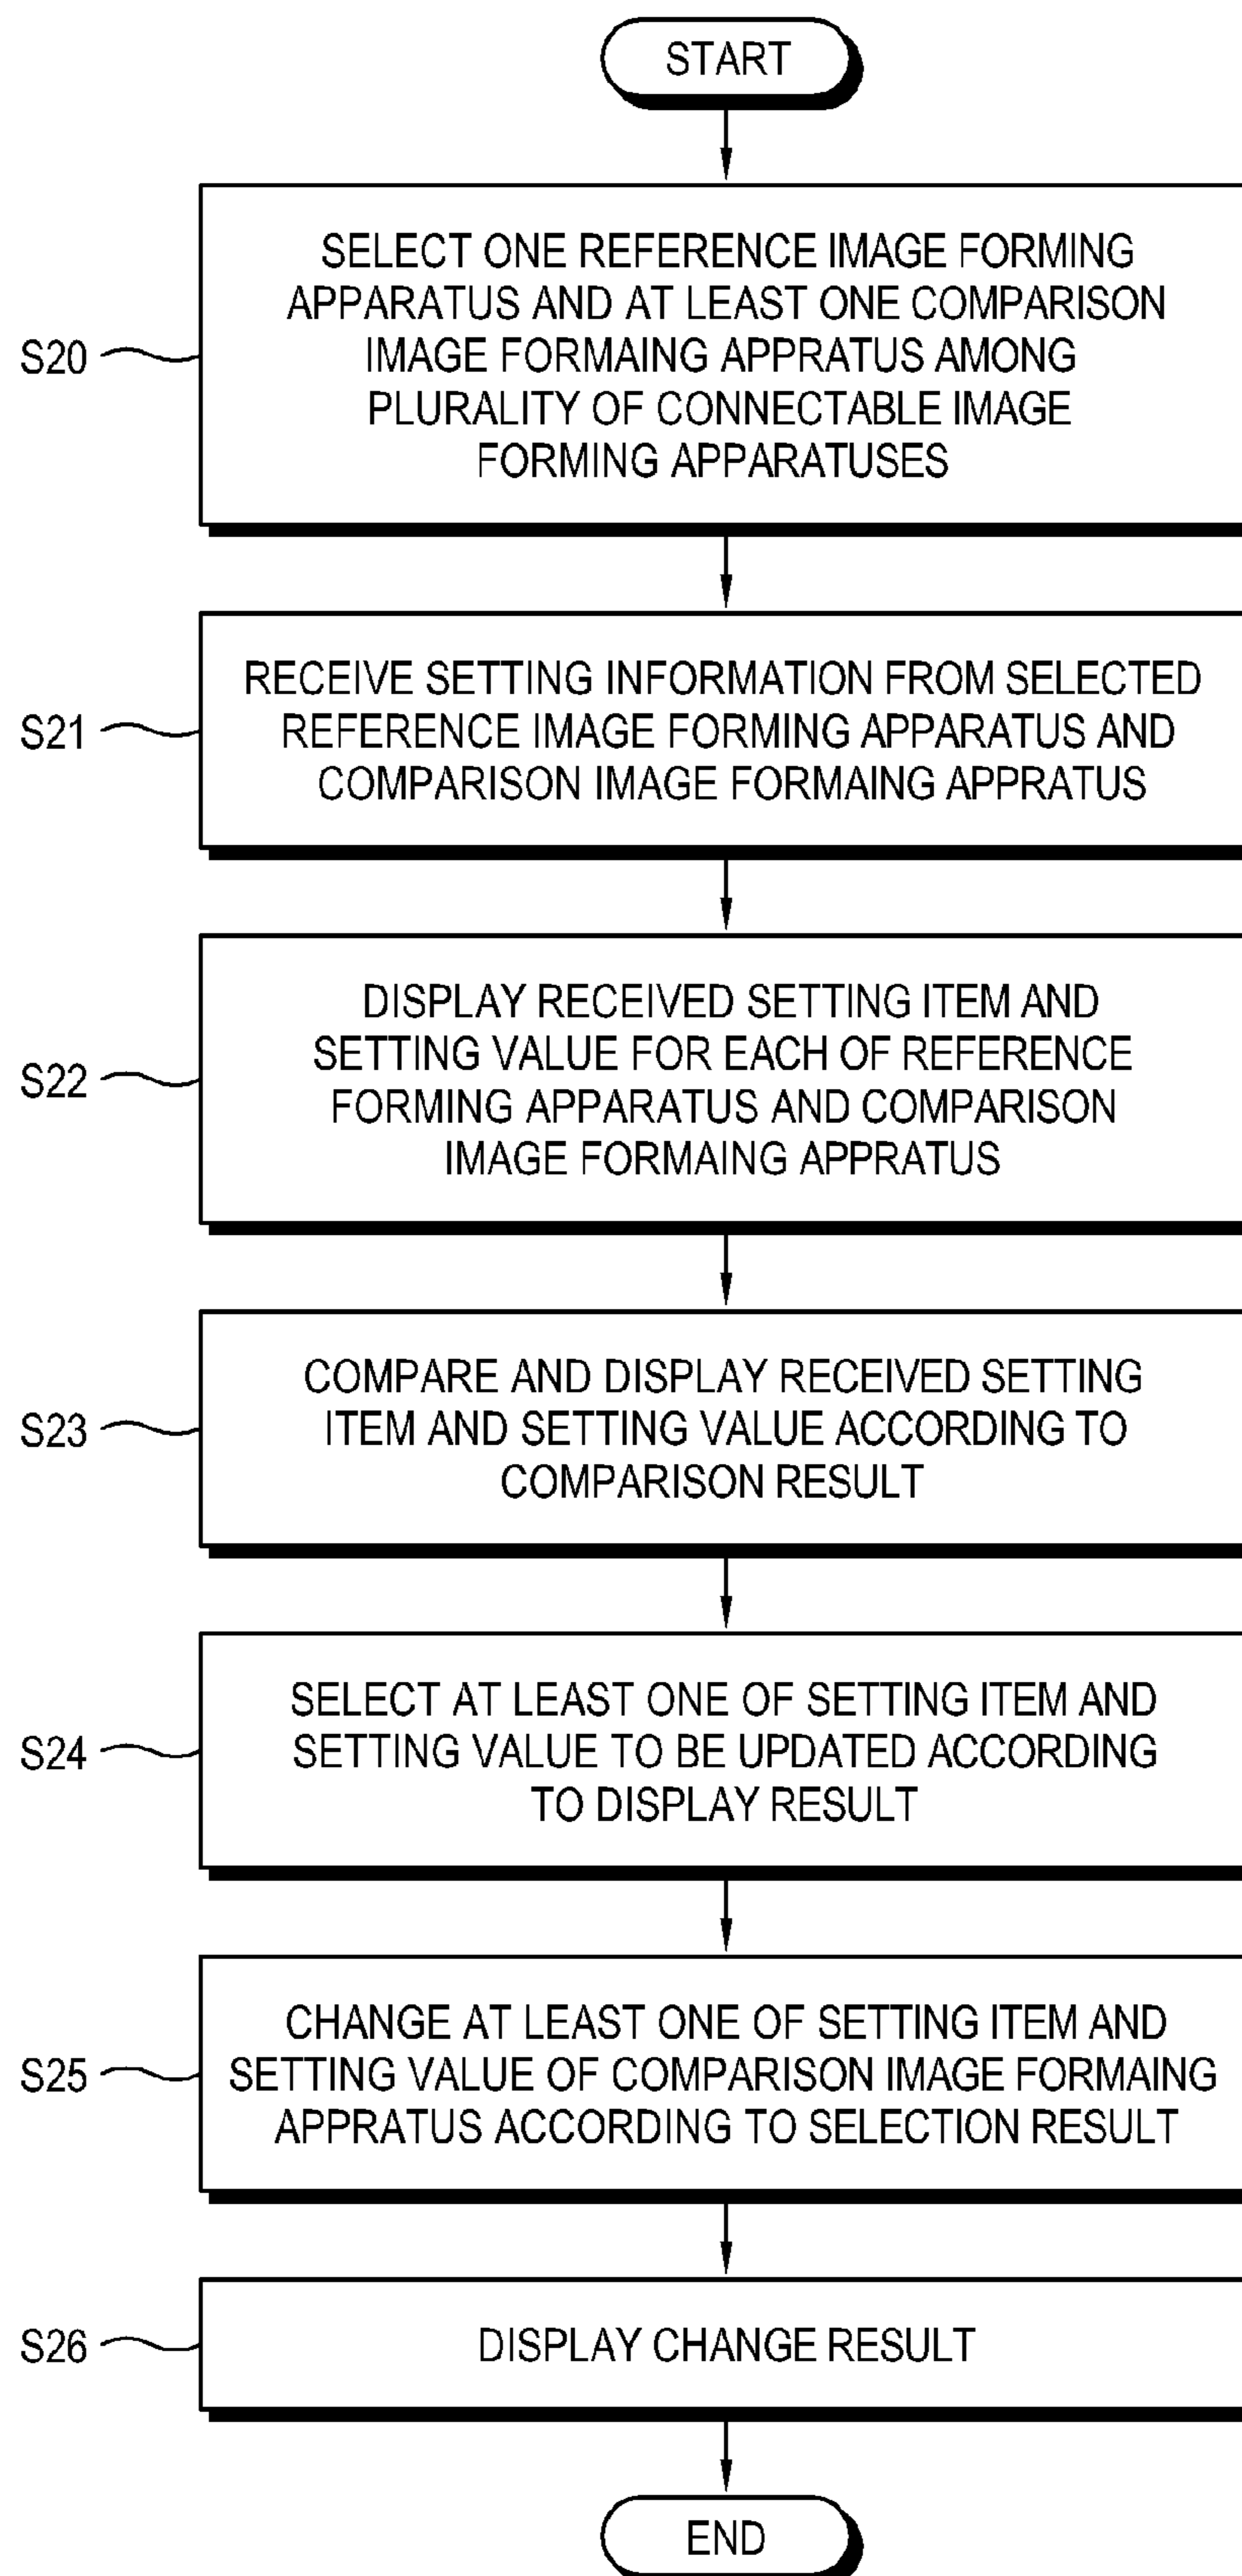 START
SELECT ONE REFERENCE IMAGE FORMING
APPARATUS AND AT LEAST ONE COMPARISON
S20
IMAGE FORMAING APPRATUS AMONG
PLURALITY OF CONNECTABLE IMAGE
FORMING APPARATUSES
RECEIVE SETTING INFORMATION FROM SELECTED
S21
REFERENCE IMAGE FORMING APPARATUS AND
COMPARISON IMAGE FORMAING APPRATUS
DISPLAY RECEIVED SETTING ITEM AND
SETTING VALUE FOR EACH OF REFERENCE
S22
FORMING APPARATUS AND COMPARISON
IMAGE FORMAING APPRATUS
COMPARE AND DISPLAY RECEIVED SETTING
S23
ITEM AND SETTING VALUE ACCORDING TO
COMPARISON RESULT
SELECT AT LEAST ONE OF SETTING ITEM AND
S24
SETTING VALUE TO BE UPDATED ACCORDING
TO DISPLAY RESULT
CHANGE AT LEAST ONE OF SETTING ITEM AND
S25
SETTING VALUE OF COMPARISON IMAGE FORMAING
APPRATUS ACCORDING TO SELECTION RESULT
S26
DISPLAY CHANGE RESULT
END